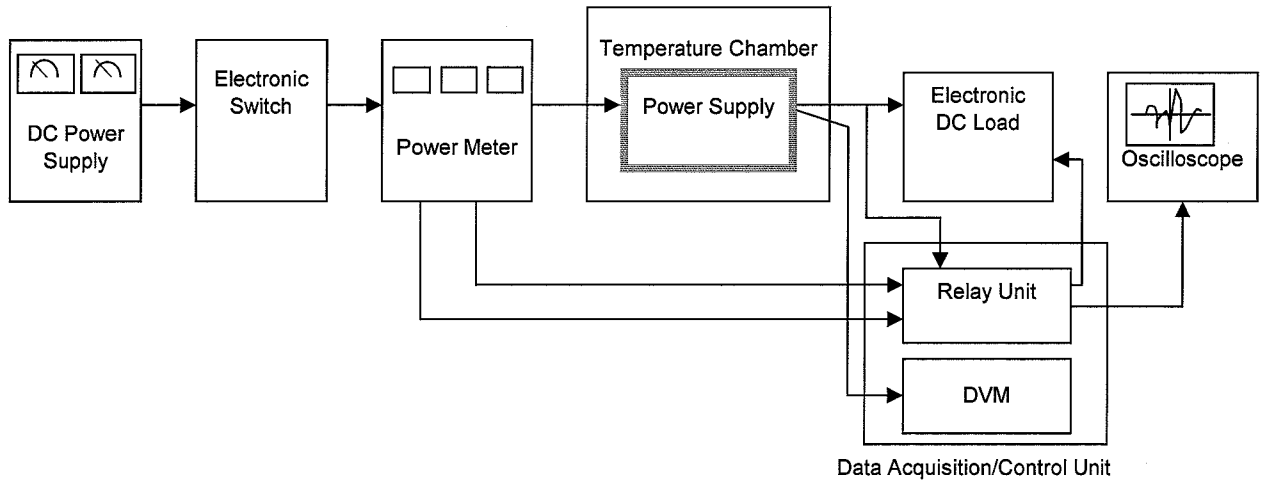 DC Power
Supply
Electronic
Switch
Power Meter
Temperature Chamber
Power Supply
Electronic
DC Load
Oscilloscope
Relay Unit
DVM
Data Acquisition/Control Unit